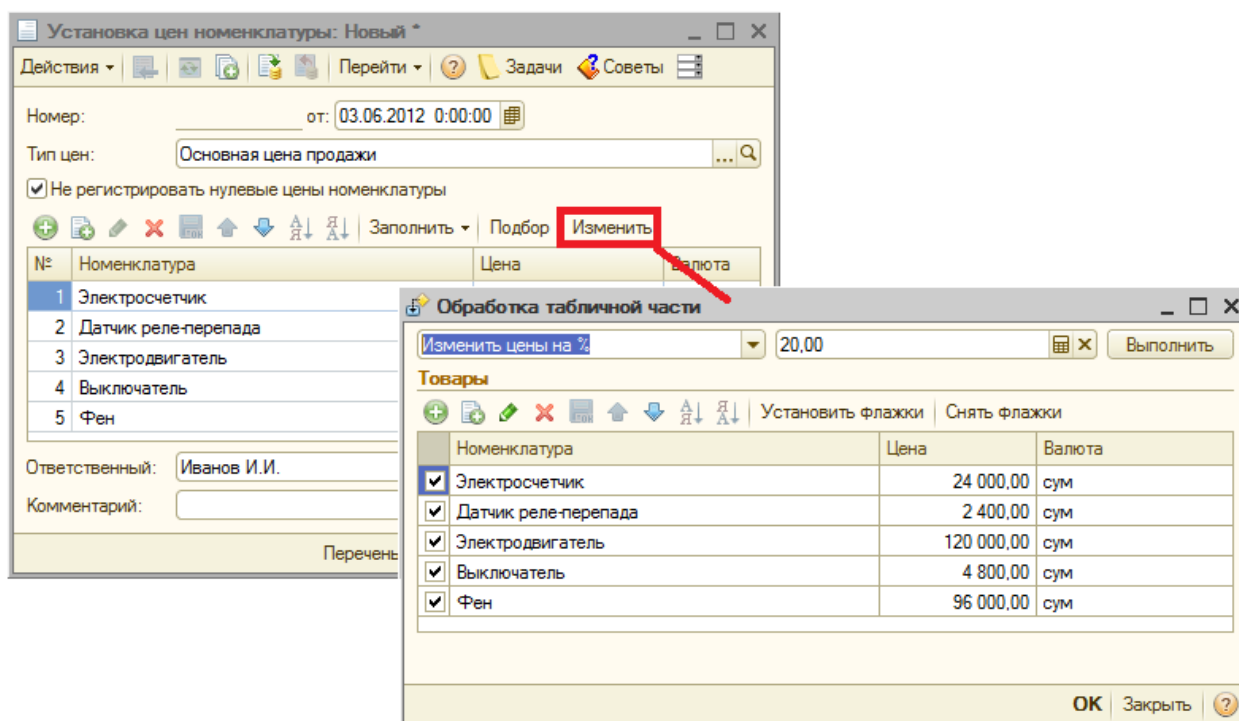 Установка цен номенклатуры: Новый *
Действия Перейти Задачи Советы
Номер: от: 03.06.2012 0:00:00
Тип цен: Основная цена продажи ...
Не регистрировать нулевые цены номенклатуры
Заполнить Подбор Изменить
№ Номенклатура Цена Валюта
1 Электросчетчик
2 Датчик реле-перепада
3 Электродвигатель
4 Выключатель
5 Фен
Ответственный: Иванов И.И.
Комментарий:
Перечень
Обработка табличной части
Изменить цены на % 20,00 Выполнить
Товары
Установить флажки Снять флажки
Номенклатура Цена Валюта
Электросчетчик 24 000,00 сум
Датчик реле-перепада 2 400,00 сум
Электродвигатель 120 000,00 сум
Выключатель 4 800,00 сум
Фен 96 000,00 сум
OK Закрыть ?